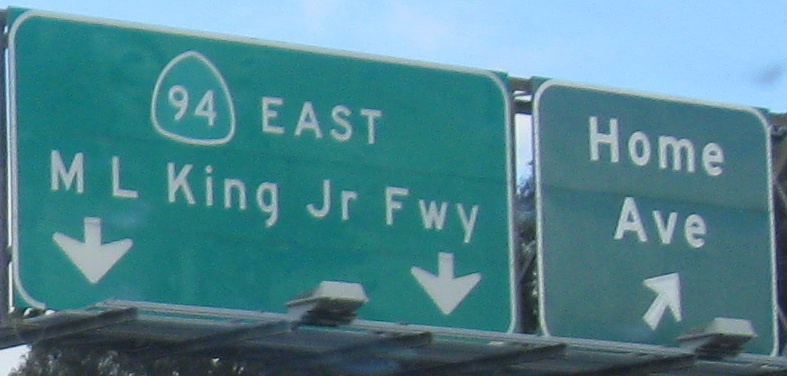 94 EAST
M L King Jr Fwy
Home
Ave